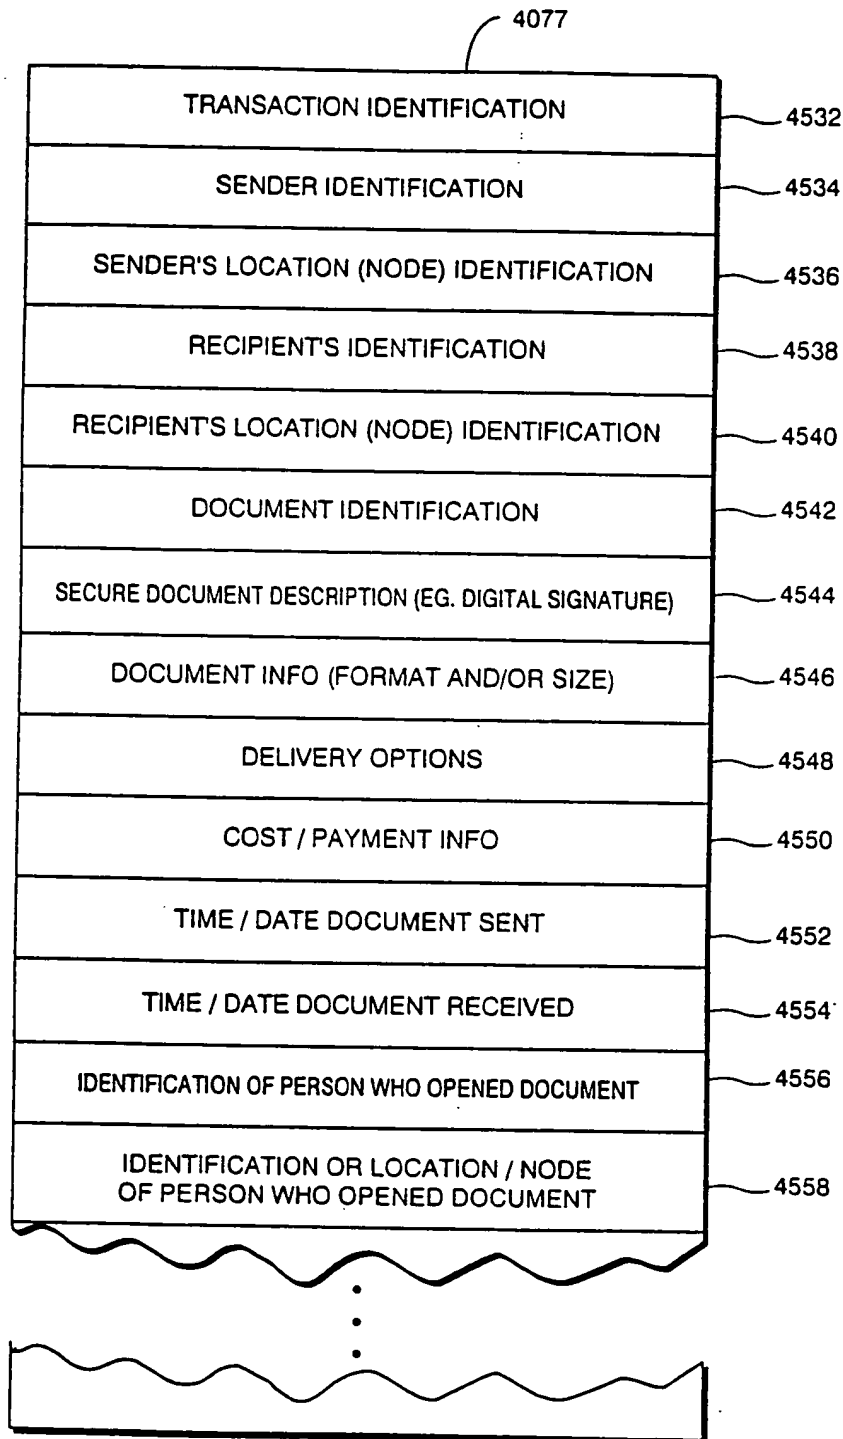 4077
TRANSACTION IDENTIFICATION 4532
SENDER IDENTIFICATION 4534
SENDER'S LOCATION (NODE) IDENTIFICATION 4536
RECIPIENT'S IDENTIFICATION 4538
RECIPIENT'S LOCATION (NODE) IDENTIFICATION 4540
DOCUMENT IDENTIFICATION 4542
SECURE DOCUMENT DESCRIPTION (EG. DIGITAL SIGNATURE) 4544
DOCUMENT INFO (FORMAT AND/OR SIZE) 4546
DELIVERY OPTIONS 4548
COST / PAYMENT INFO 4550
TIME / DATE DOCUMENT SENT 4552
TIME / DATE DOCUMENT RECEIVED 4554
IDENTIFICATION OF PERSON WHO OPENED DOCUMENT 4556
IDENTIFICATION OR LOCATION / NODE
OF PERSON WHO OPENED DOCUMENT 4558